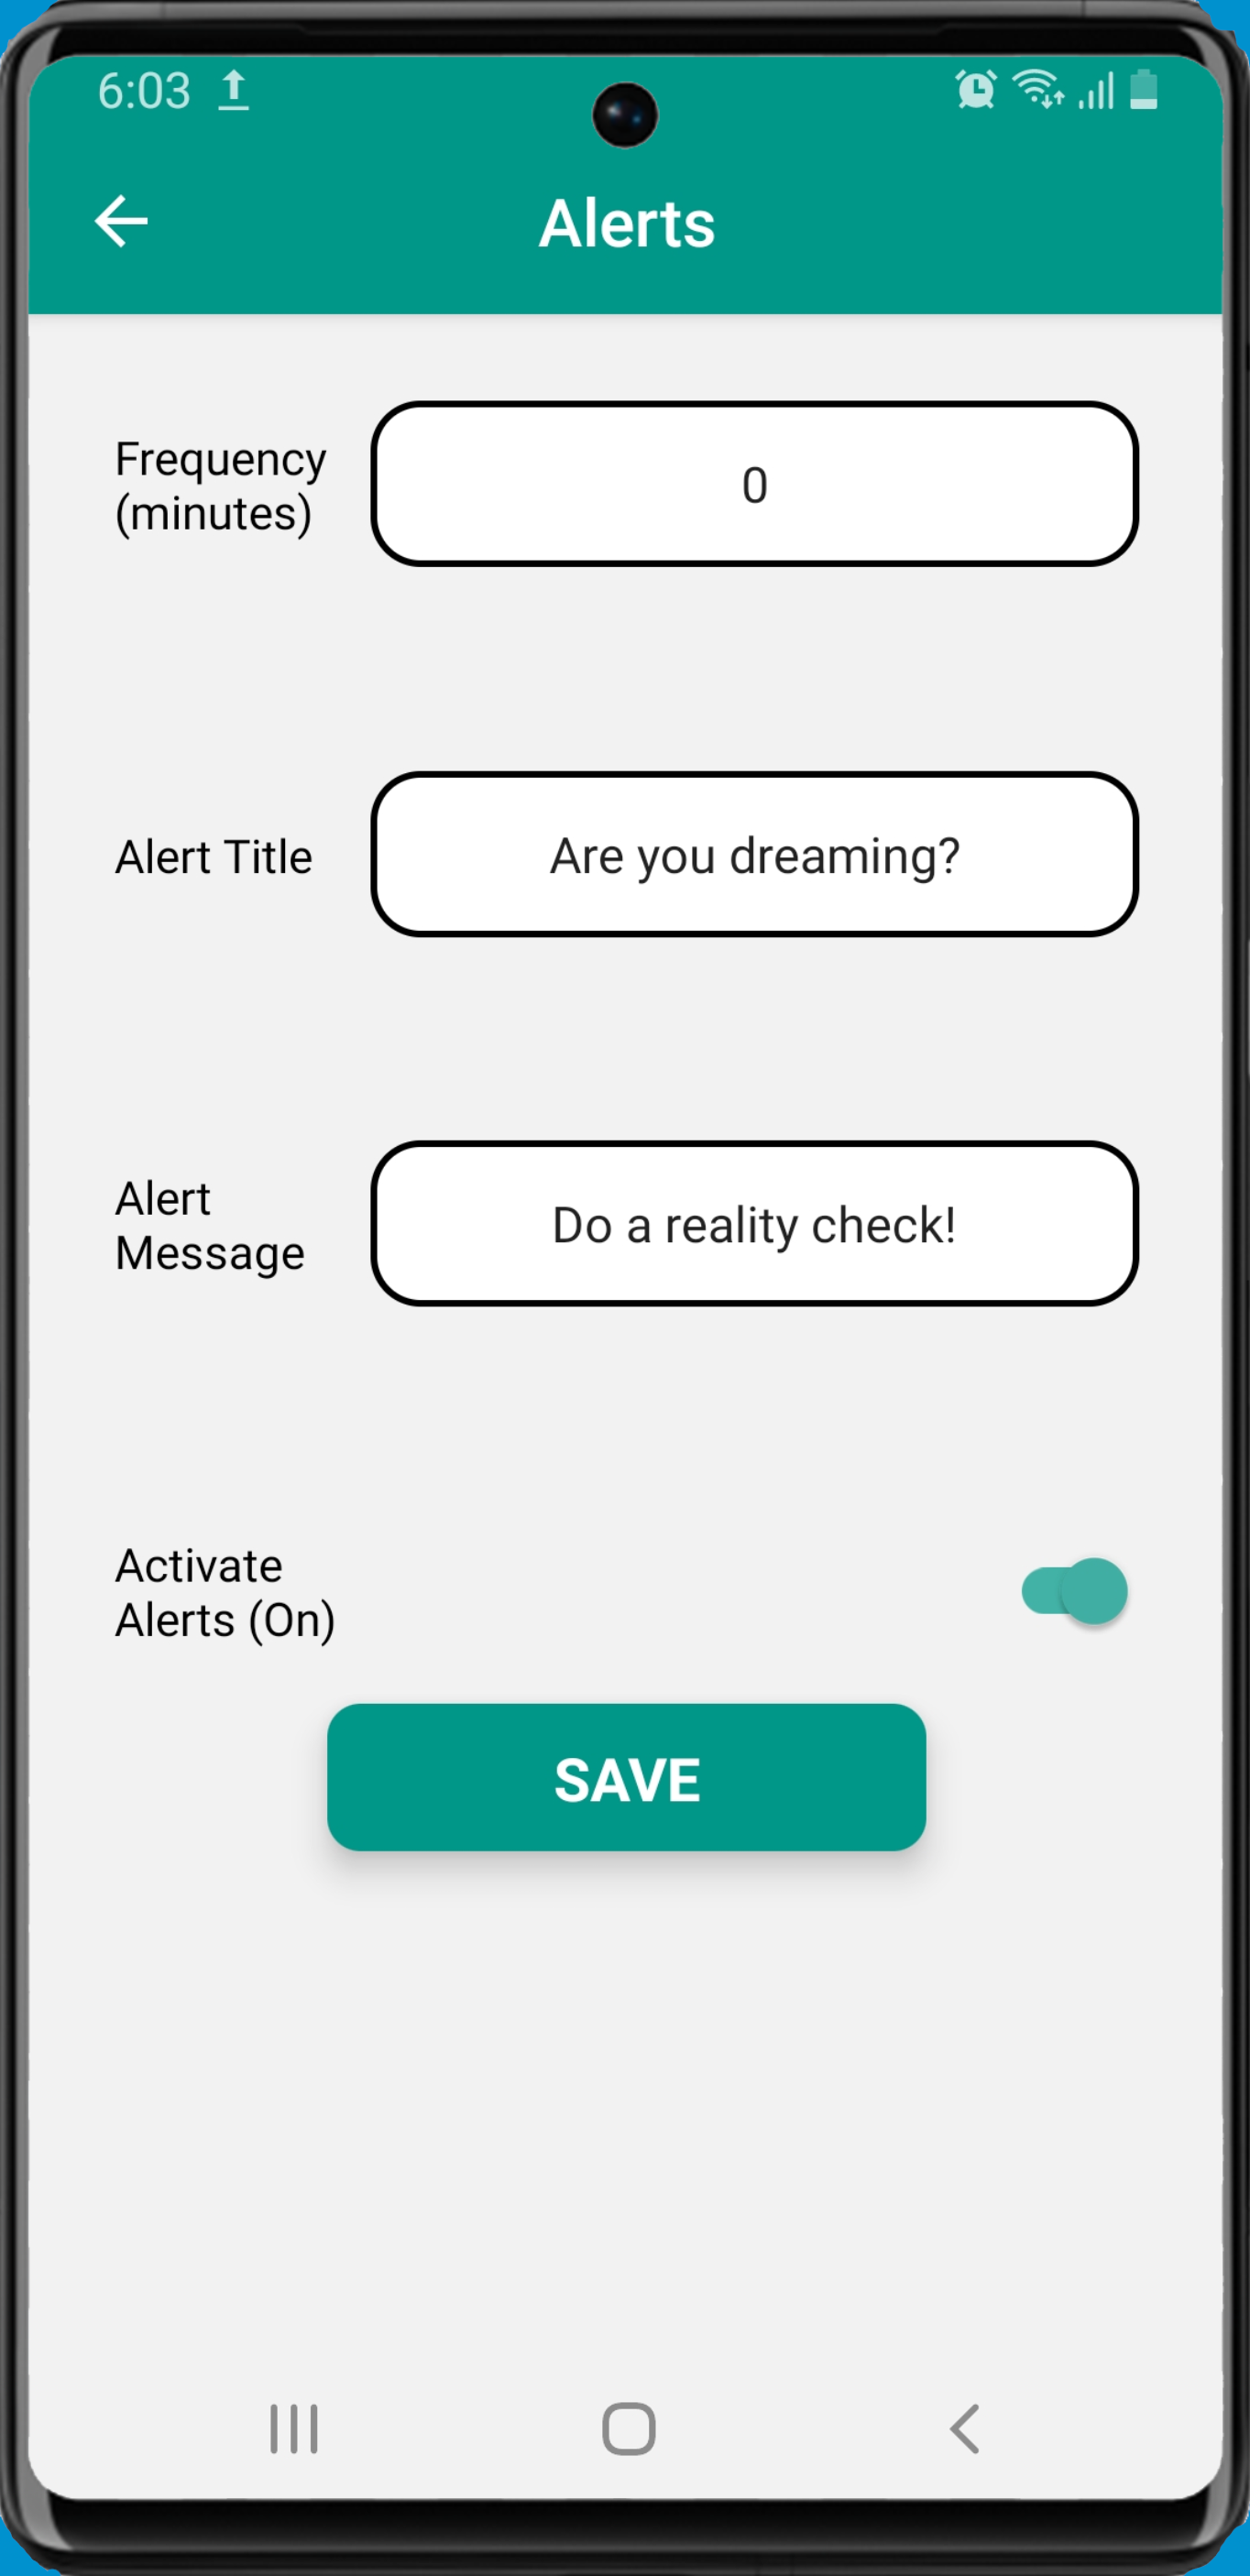 6:03
Alerts
Frequency
(minutes)
0
Alert Title
Are you dreaming?
Alert
Message
Do a reality check!
Activate
Alerts (On)
SAVE